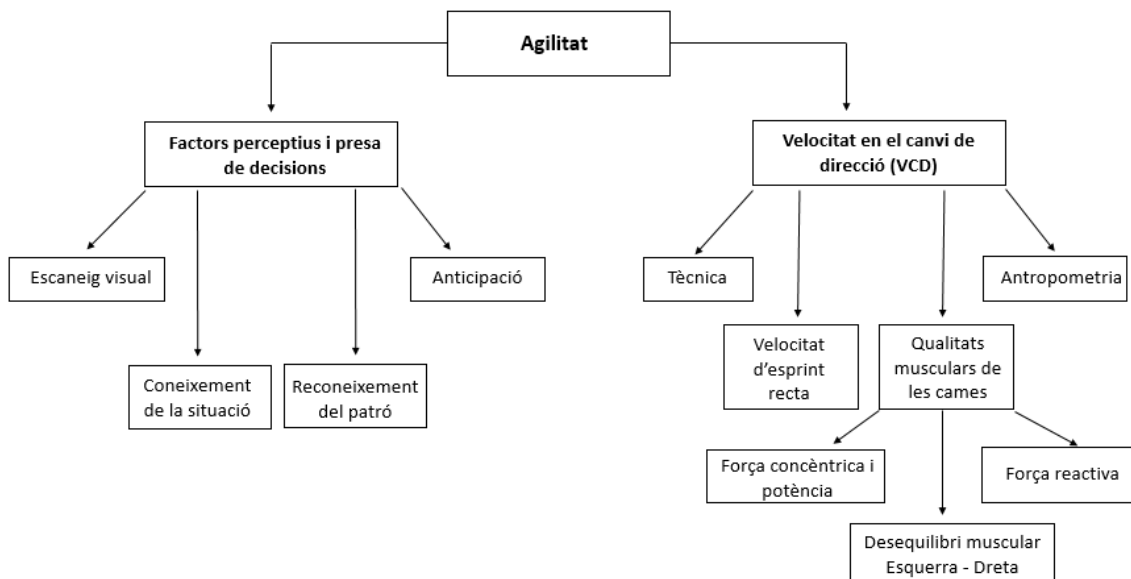 Agilitat
Factors perceptius i presa
de decisions
Velocitat en el canvi de
direcció (VCD)
Escaneig visual
Anticipació
Tècnica
Antropometria
Coneixement
de la situació
Reconeixement
del patró
Velocitat
d’esprint
recta
Qualitats
musculars de
les cames
Força concèntrica i
potència
Força reactiva
Desequilibri muscular
Esquerra - Dreta